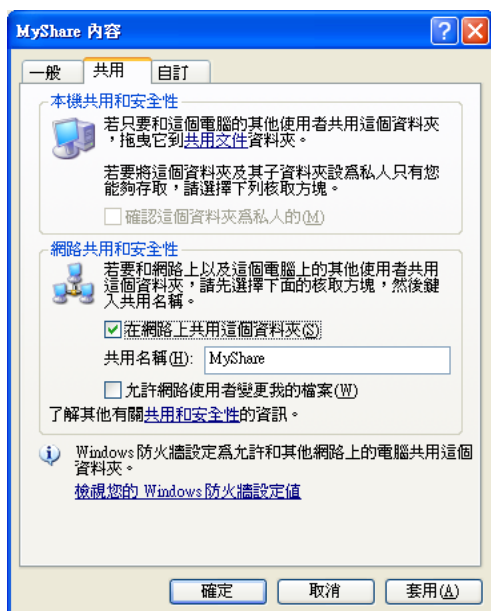 MyShare 內容
一般 共用 自訂
本機共用和安全性
若只要和這個電腦的其他使用者共用這個資料夾
，拖曳它到共用文件資料夾。
若要將這個資料夾及其子資料夾設為私人只有您
能夠存取，請選擇下列核取方塊。
確認這個資料夾為私人的(M)
網路共用和安全性
若要和網路上以及這個電腦上的其他使用者共用
這個資料夾，請先選擇下面的核取方塊，然後鍵
入共用名稱。
在網路上共用這個資料夾(S)
共用名稱(H): MyShare
允許網路使用者變更我的檔案(W)
了解其他有關共用和安全性的資訊。
Windows 防火牆設定為允許和其他網路上的電腦共用這個
資料夾。
檢視您的 Windows 防火牆設定值
確定 取消 套用(A)